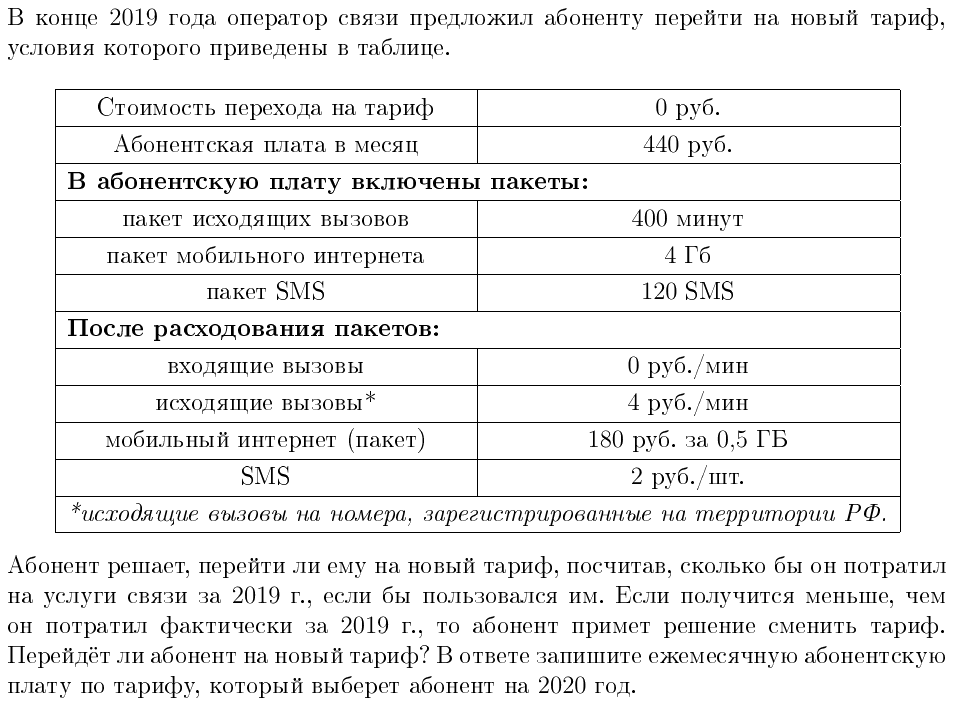 В конце 2019 года оператор связи предложил абоненту перейти на новый тариф,
условия которого приведены в таблице.
Стоимость перехода на тариф 0 руб.
Абонентская плата в месяц 440 руб.
В абонентскую плату включены пакеты:
пакет исходящих вызовов 400 минут
пакет мобильного интернета 4 Гб
пакет SMS 120 SMS
После расходования пакетов:
входящие вызовы 0 руб./мин
исходящие вызовы* 4 руб./мин
мобильный интернет (пакет) 180 руб. за 0,5 ГБ
SMS 2 руб./шт.
*исходящие вызовы на номера, зарегистрированные на территории РФ.
Абонент решает, перейти ли ему на новый тариф, посчитав, сколько бы он потратил
на услуги связи за 2019 г., если бы пользовался им. Если получится меньше, чем
он потратил фактически за 2019 г., то абонент примет решение сменить тариф.
Перейдёт ли абонент на новый тариф? В ответе запишите ежемесячную абонентскую
плату по тарифу, который выберет абонент на 2020 год.